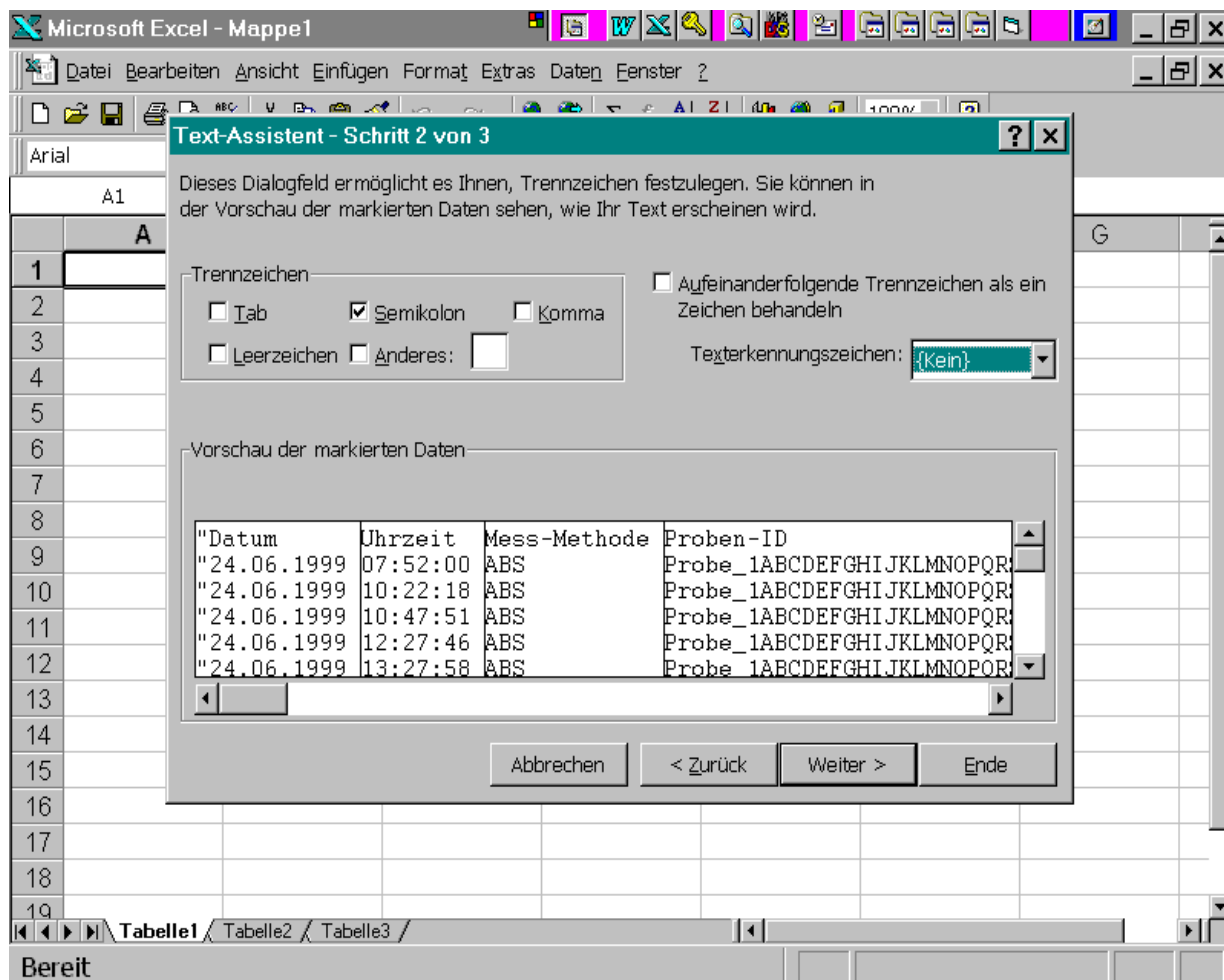 Microsoft Excel - Mappe1
Datei Bearbeiten Ansicht Einfügen Format Extras Daten Fenster ?
Arial
A1
A
G
Text-Assistent - Schritt 2 von 3
Dieses Dialogfeld ermöglicht es Ihnen, Trennzeichen festzulegen. Sie können in
der Vorschau der markierten Daten sehen, wie Ihr Text erscheinen wird.
Trennzeichen
Tab Semikolon Komma
Leerzeichen Anderes:
Aufeinanderfolgende Trennzeichen als ein
Zeichen behandeln
Texterkennungszeichen: {Kein}
Vorschau der markierten Daten
"Datum Uhrzeit Mess-Methode Proben-ID
"24.06.1999 07:52:00 ABS Probe_1ABCDEFGHIJKLMNOPQR
"24.06.1999 10:22:18 ABS Probe_1ABCDEFGHIJKLMNOPQR
"24.06.1999 10:47:51 ABS Probe_1ABCDEFGHIJKLMNOPQR
"24.06.1999 12:27:46 ABS Probe_1ABCDEFGHIJKLMNOPQR
"24.06.1999 13:27:58 ABS Probe_1ABCDEFGHIJKLMNOPQR
Abbrechen < Zurück Weiter > Ende
1
2
3
4
5
6
7
8
9
10
11
12
13
14
15
16
17
18
19
Tabelle1 Tabelle2 Tabelle3
Bereit